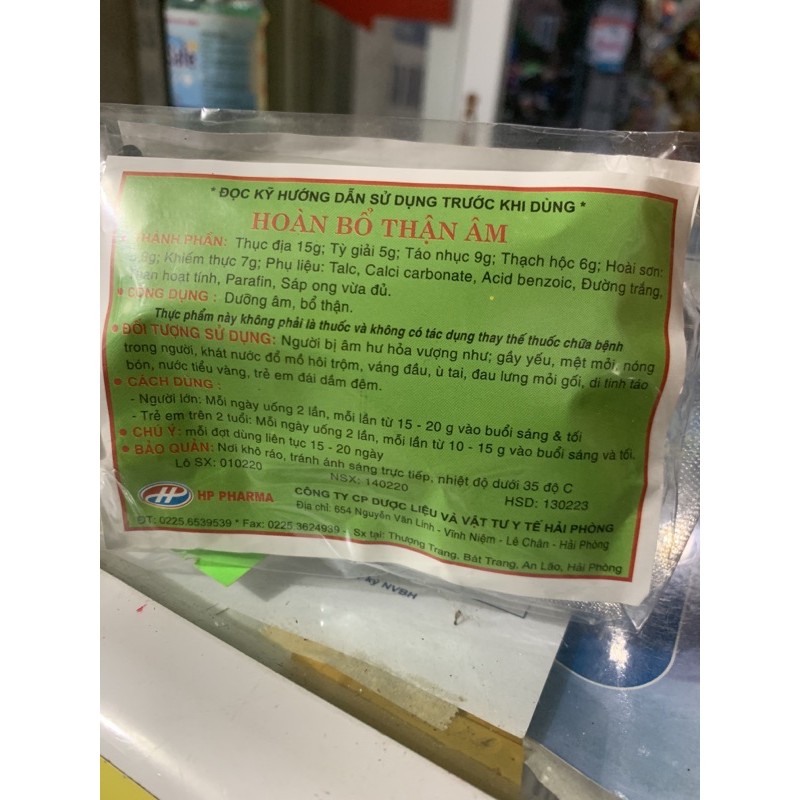 * ĐỌC KỸ HƯỚNG DẪN SỬ DỤNG TRƯỚC KHI DÙNG *
HOÀN BỔ THẬN ÂM
THÀNH PHẦN: Thục địa 15g; Tỳ giải 5g; Táo nhục 9g; Thạch hộc 6g; Hoài sơn:
Khiếm thực 7g; Phụ liệu: Talc, Calci carbonate, Acid benzoic, Đường trắng,
hoạt tính, Parafin, Sáp ong vừa đủ.
• CÔNG DỤNG : Dưỡng âm, bổ thận.
Thực phẩm này không phải là thuốc và không có tác dụng thay thế thuốc chữa bệnh
• ĐỐI TƯỢNG SỬ DỤNG: Người bị âm hư hỏa vượng như; gầy yếu, mệt mỏi, nóng
trong người, khát nước đổ mồ hôi trộm, váng đầu, ù tai, đau lưng mỏi gối, di tinh táo
bón, nước tiểu vàng, trẻ em đái dầm đêm.
• CÁCH DÙNG :
- Người lớn: Mỗi ngày uống 2 lần, mỗi lần từ 15 - 20 g vào buổi sáng & tối
- Trẻ em trên 2 tuổi: Mỗi ngày uống 2 lần, mỗi lần từ 10 - 15 g vào buổi sáng và tối.
• CHÚ Ý: mỗi đợt dùng liên tục 15 - 20 ngày
• BẢO QUẢN: Nơi khô ráo, tránh ánh sáng trực tiếp, nhiệt độ dưới 35 độ C
Lô SX: 010220 NSX: 140220 HSD: 130223
HP PHARMA CÔNG TY CP DƯỢC LIỆU VÀ VẬT TƯ Y TẾ HẢI PHÒNG
Địa chỉ: 654 Nguyễn Văn Linh - Vĩnh Niệm - Lê Chân - Hải Phòng
ĐT: 0225.6539539 * Fax: 0225.3624939 - Sx tại: Thượng Trang, Bát Trang, An Lão, Hải Phòng
ký NVBH